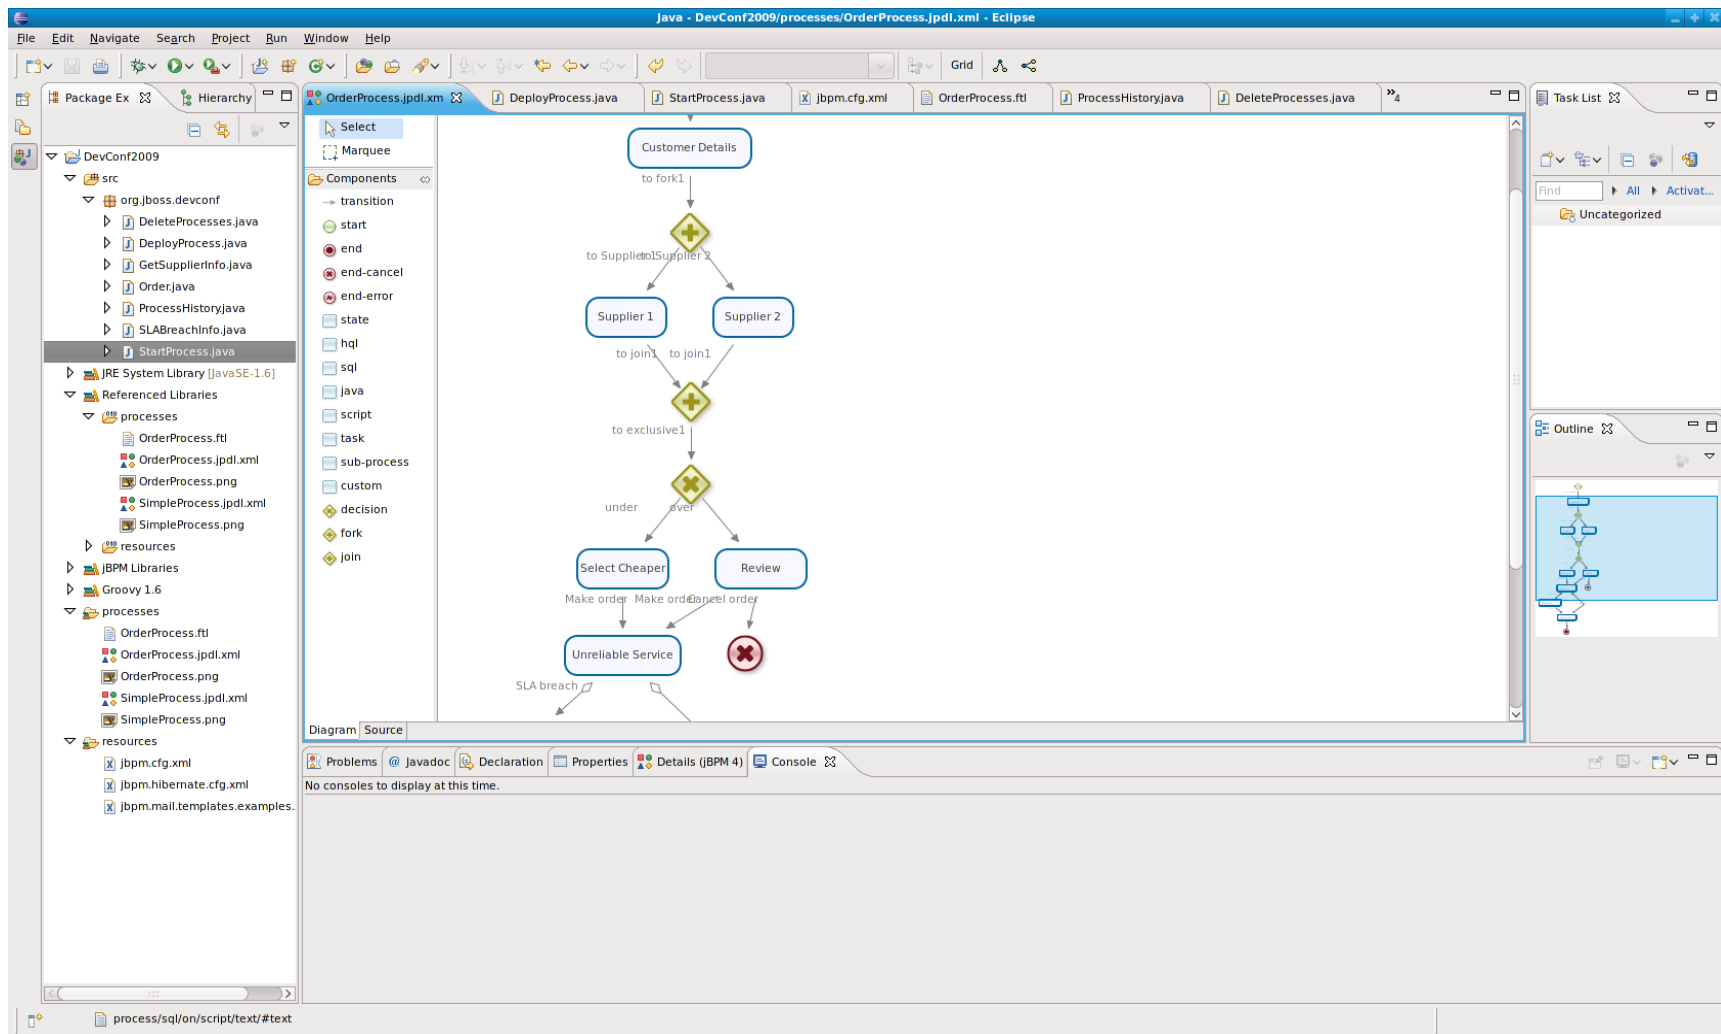 Java - DevConf2009/processes/OrderProcess.jpdl.xml - Eclipse
File Edit Navigate Search Project Run Window Help
Grid
Package Ex
Hierarchy
OrderProcess.jpdl.xm
DeployProcess.java
StartProcess.java
jbpm.cfg.xml
OrderProcess.ftl
ProcessHistory.java
DeleteProcesses.java
»4
Task List
DevConf2009
src
org.jboss.devconf
DeleteProcesses.java
DeployProcess.java
GetSupplierInfo.java
Order.java
ProcessHistory.java
SLABreachInfo.java
StartProcess.java
JRE System Library [JavaSE-1.6]
Referenced Libraries
processes
OrderProcess.ftl
OrderProcess.jpdl.xml
OrderProcess.png
SimpleProcess.jpdl.xml
SimpleProcess.png
resources
jBPM Libraries
Groovy 1.6
processes
OrderProcess.ftl
OrderProcess.jpdl.xml
OrderProcess.png
SimpleProcess.jpdl.xml
SimpleProcess.png
resources
jbpm.cfg.xml
jbpm.hibernate.cfg.xml
jbpm.mail.templates.examples.
Select
Marquee
Components
transition
start
end
end-cancel
end-error
state
hql
sql
java
script
task
sub-process
custom
decision
fork
join
Customer Details
to fork1
to Supplier 1
to Supplier 2
Supplier 1
Supplier 2
to join1
to join1
to exclusive1
under
over
Select Cheaper
Review
Make order
Make order
Cancel order
Unreliable Service
SLA breach
Diagram
Source
Find
All
Activat...
Uncategorized
Outline
Problems
@ Javadoc
Declaration
Properties
Details (jBPM 4)
Console
No consoles to display at this time.
process/sql/on/script/text/#text